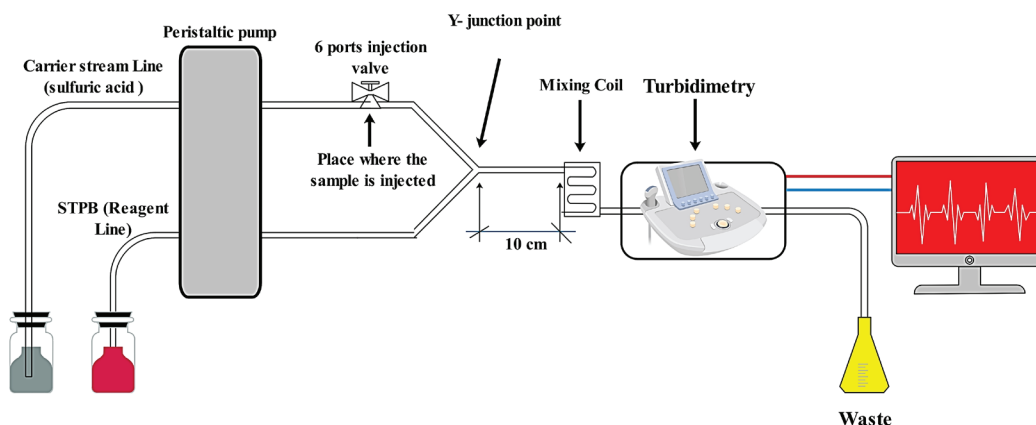 Peristaltic pump
Y- junction point
Carrier stream Line
(sulfuric acid )
6 ports injection
valve
Mixing Coil
Turbidimetry
Place where the
sample is injected
STPB (Reagent
Line)
10 cm
Waste